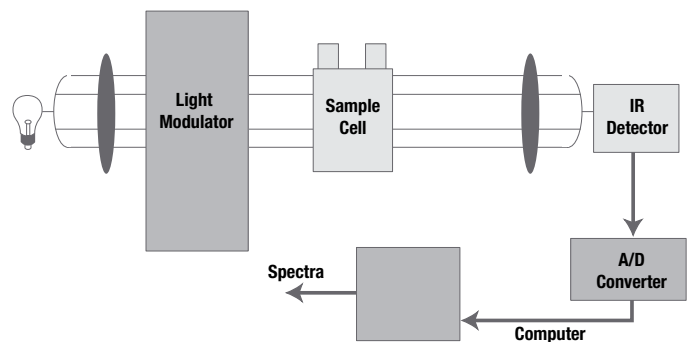 Light
Modulator
Sample
Cell
IR
Detector
A/D
Converter
Spectra
Computer